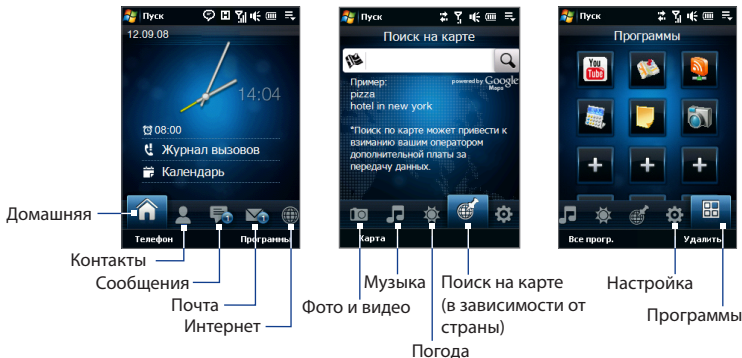 Пуск
12.09.08
14:04
08:00
Журнал вызовов
Календарь
Телефон
Программы
Домашняя
Контакты
Сообщения
Почта
Интернет
Пуск
Поиск на карте
Пример:
powered by Google
Maps
pizza
hotel in new york
*Поиск по карте может привести к
взиманию вашим оператором
дополнительной платы за
передачу данных.
Карта
Фото и видео
Музыка
Погода
Поиск на карте
(в зависимости от
страны)
Пуск
Программы
You
Tube
Все прогр.
Удалить
Настройка
Программы